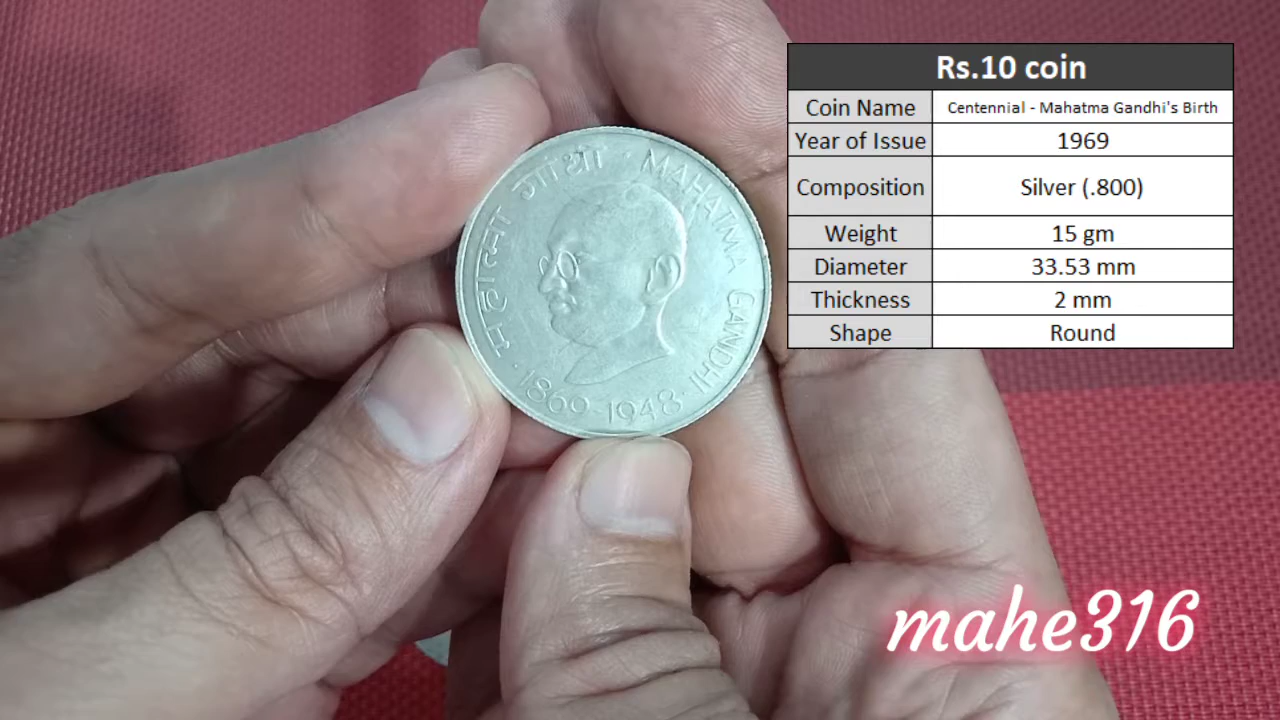 महात्मा गांधी
MAHATMA GANDHI
1869-1948
Rs.10 coin
Coin Name Centennial - Mahatma Gandhi's Birth
Year of Issue 1969
Composition Silver (.800)
Weight 15 gm
Diameter 33.53 mm
Thickness 2 mm
Shape Round
mahe316